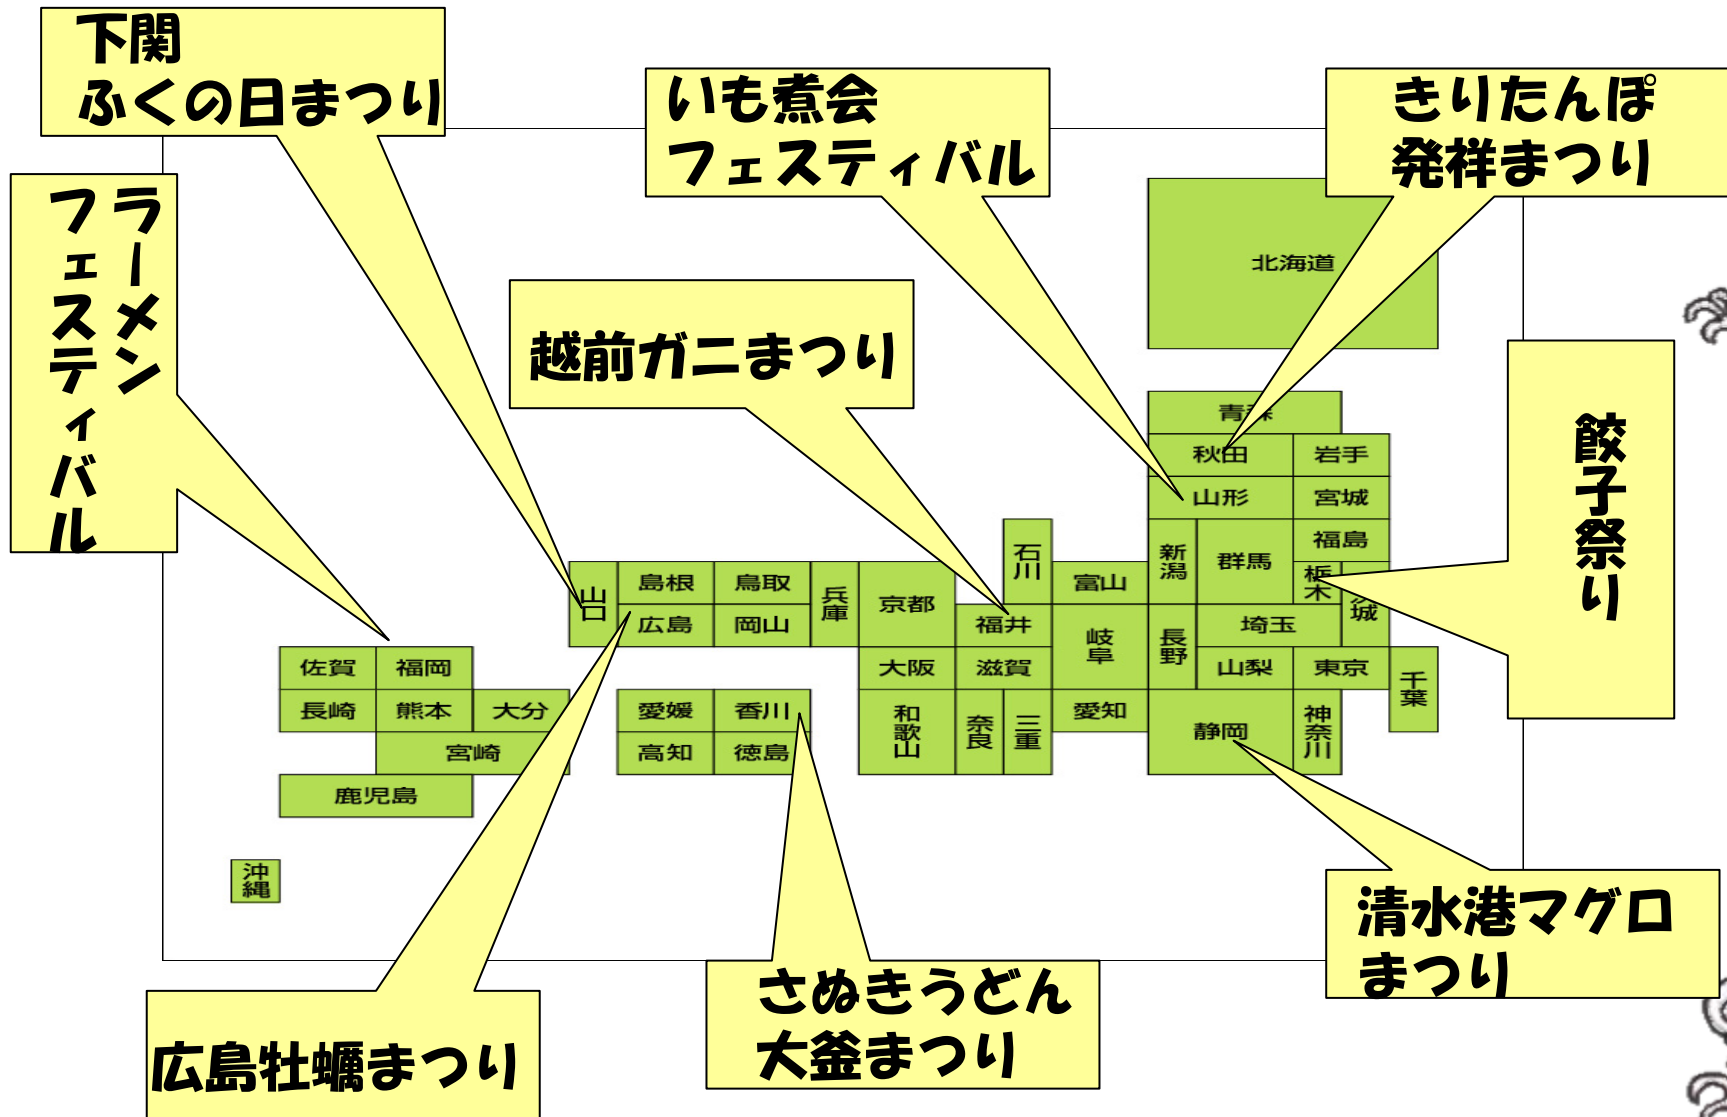 下関
ふくの日まつり
いも煮会
フェスティバル
きりたんぽ
発祥まつり
ラーメン
フェスティバル
越前ガニまつり
餃子祭り
北海道
青森
秋田
岩手
山形
宮城
石川
新潟
群馬
福島
山口
島根
鳥取
兵庫
京都
富山
栃木
広島
岡山
福井
岐阜
長野
埼玉
茨城
佐賀
福岡
大阪
滋賀
山梨
東京
千葉
長崎
熊本
大分
愛媛
香川
和歌山
奈良
三重
愛知
静岡
神奈川
宮崎
高知
徳島
鹿児島
沖縄
清水港マグロ
まつり
さぬきうどん
大釜まつり
広島牡蠣まつり